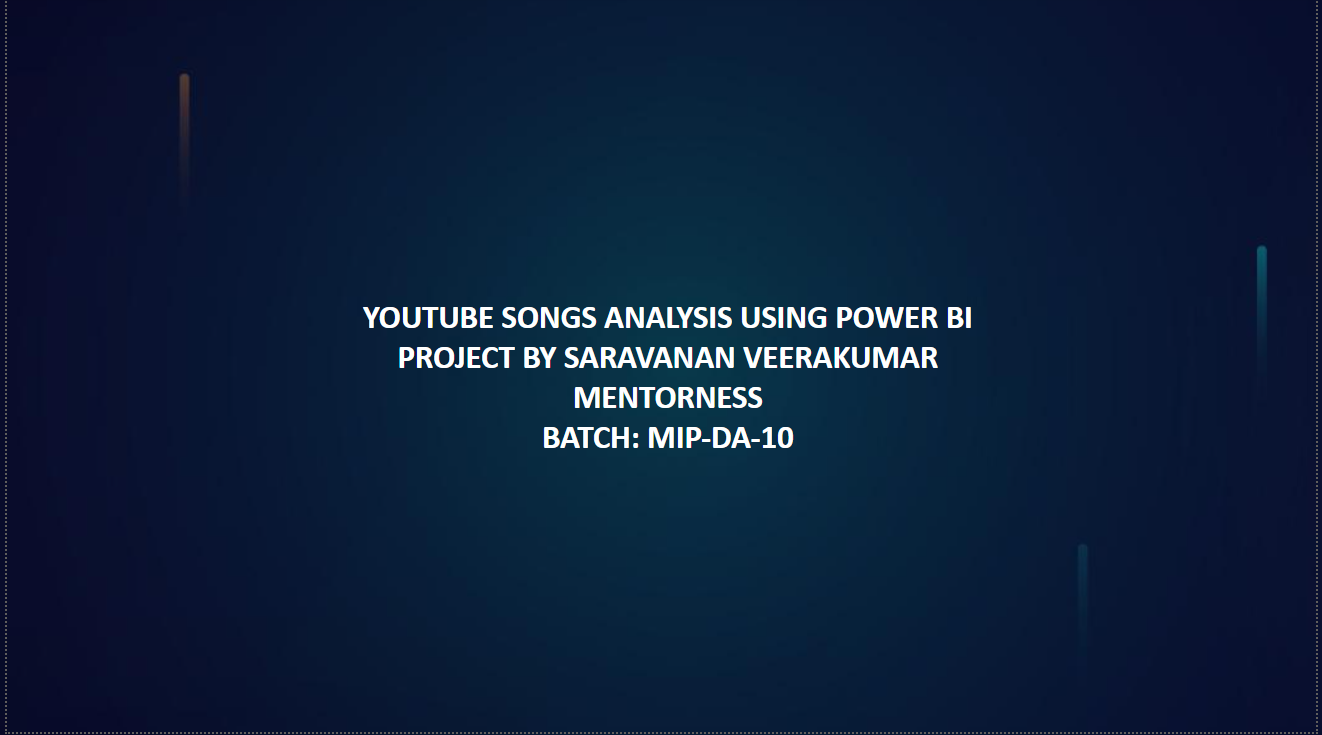 YOUTUBE SONGS ANALYSIS USING POWER BI
PROJECT BY SARAVANAN VEERAKUMAR
MENTORNESS
BATCH: MIP-DA-10